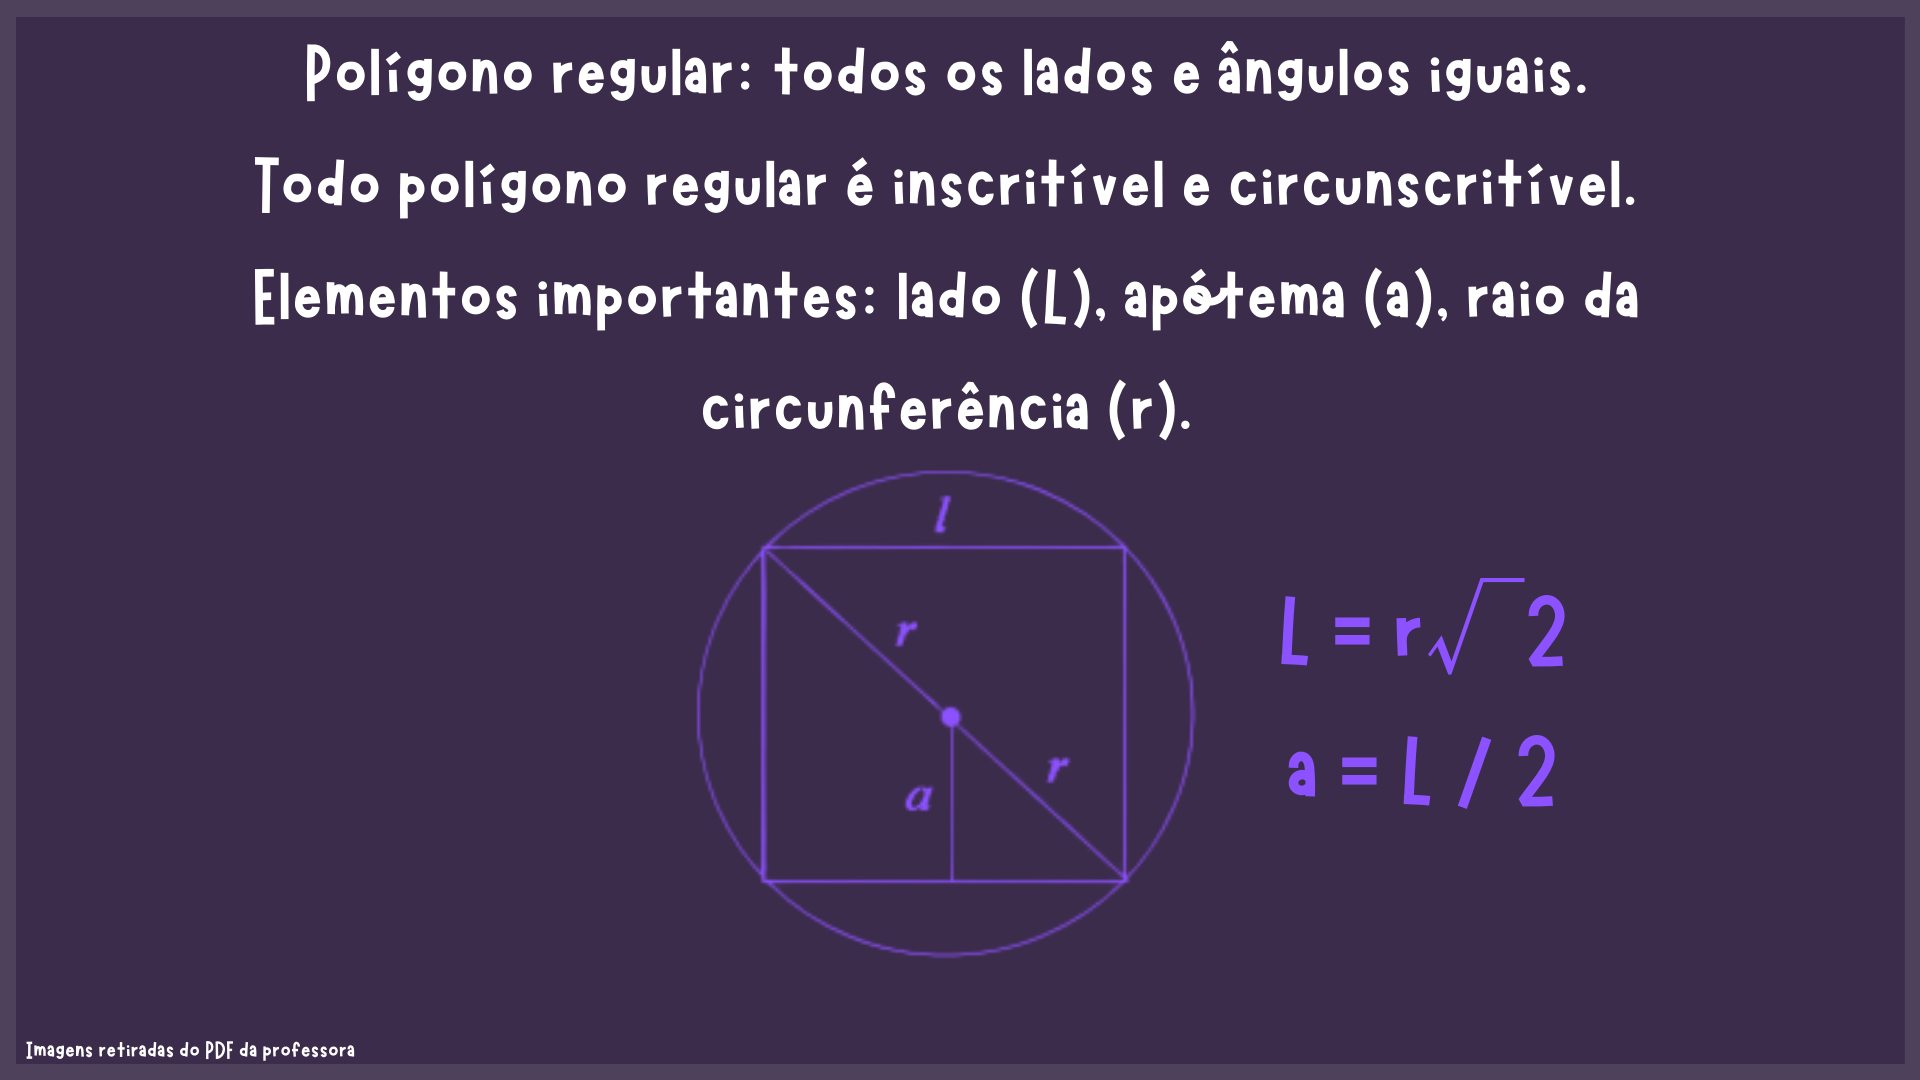 Polígono regular: todos os lados e ângulos iguais.
Todo polígono regular é inscritível e circunscritível.
Elementos importantes: lado (L), apótema (a), raio da
circunferência (r).
l
r
r
a
L = r√2
a = L / 2
Imagens retiradas do PDF da professora